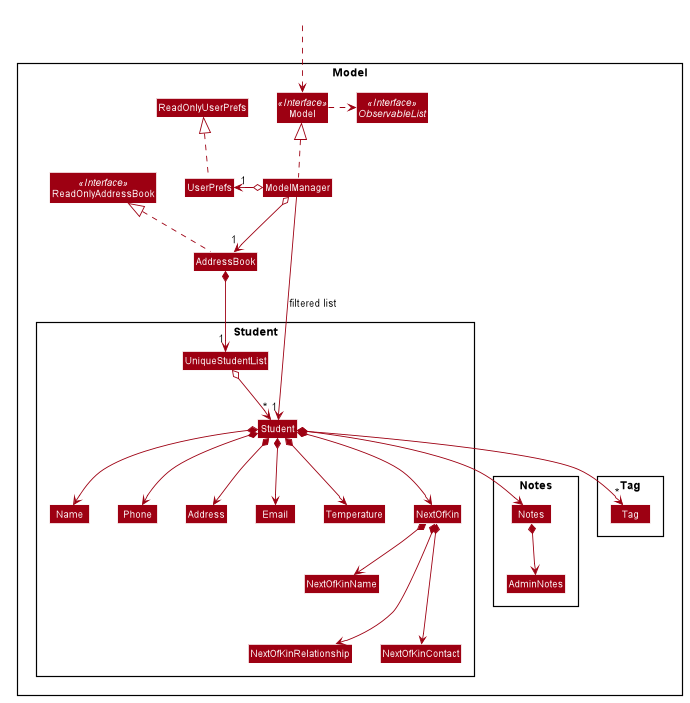 Model
ReadOnlyUserPrefs
«Interface»
Model
«Interface»
ObservableList
«Interface»
ReadOnlyAddressBook
UserPrefs
1
ModelManager
1
AddressBook
filtered list
Student
1
UniqueStudentList
* 1
Student
Name
Phone
Address
Email
Temperature
NextOfKin
Notes
Notes
Tag
*
Tag
NextOfKinName
AdminNotes
NextOfKinRelationship
NextOfKinContact